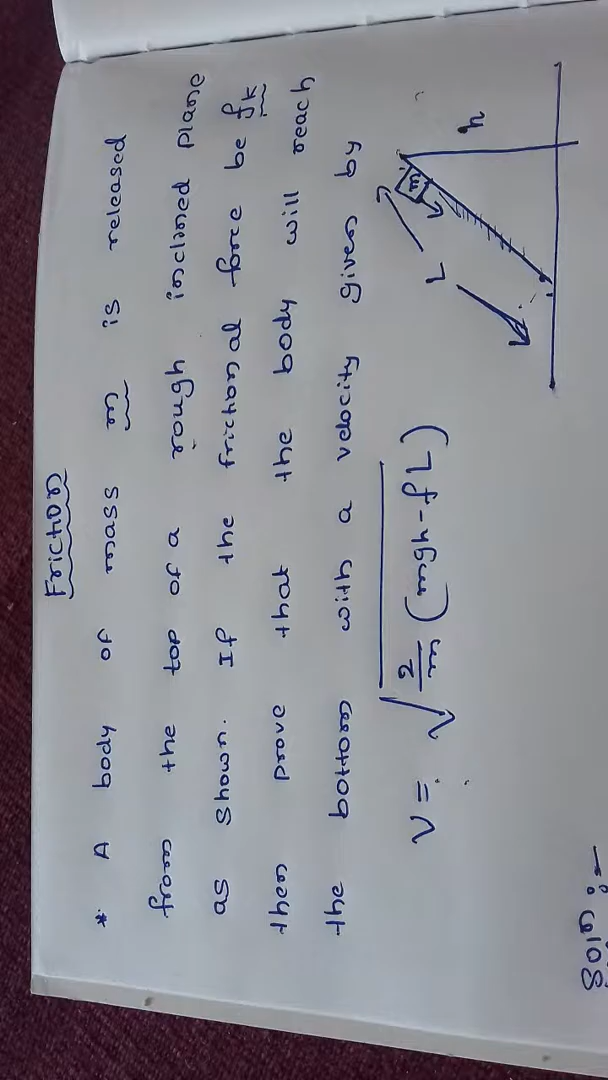 Friction
* A body of mass m is released
from the top of a rough inclined plane
as shown. If the frictional force be fk
then prove that the body will reach
the bottom with a velocity given by
V = √2/m (mgh - fL)
m
L
h
Soln :-